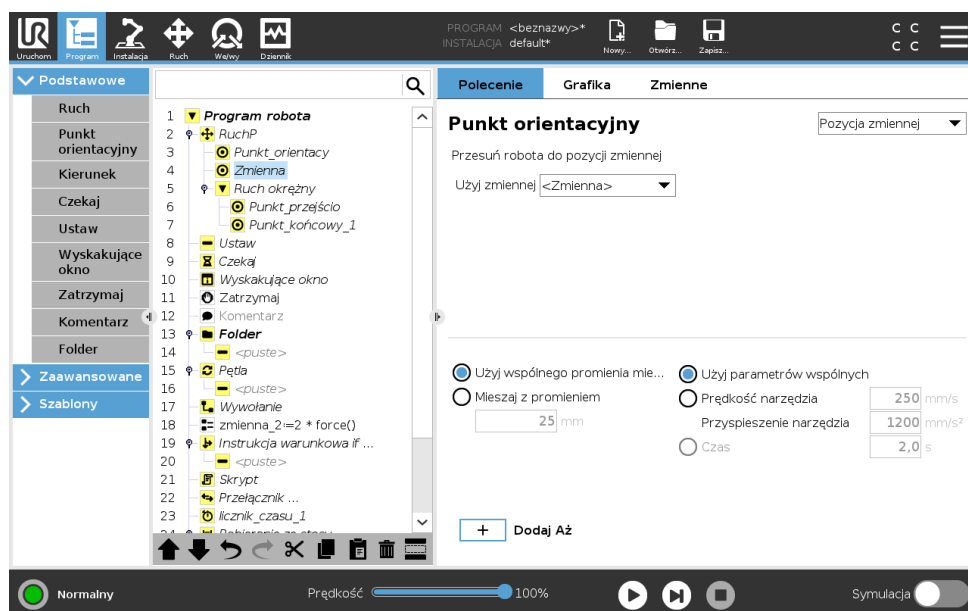 PROGRAM <beznazwy>*
INSTALACJA default*
Uruchom
Program
Instalacja
Ruch
We/wy
Dziennik
Nowy...
Otwórz...
Zapisz...
C C
C C
Podstawowe
Ruch
Punkt
orientacyjny
Kierunek
Czekaj
Ustaw
Wyskakujące
okno
Zatrzymaj
Komentarz
Folder
Zaawansowane
Szablony
1 Program robota
2 RuchP
3 Punkt_orientacy
4 Zmienna
5 Ruch okrężny
6 Punkt_przejścio
7 Punkt_końcowy_1
8 Ustaw
9 Czekaj
10 Wyskakujące okno
11 Zatrzymaj
12 Komentarz
13 Folder
14 <puste>
15 Pętla
16 <puste>
17 Wywołanie
18 zmienna_2:=2 * force()
19 Instrukcja warunkowa if ...
20 <puste>
21 Skrypt
22 Przełącznik ...
23 licznik_czasu_1
Polecenie
Grafika
Zmienne
Punkt orientacyjny
Pozycja zmiennej
Przesuń robota do pozycji zmiennej
Użyj zmiennej <Zmienna>
Użyj wspólnego promienia mie...
Mieszaj z promieniem
25 mm
Użyj parametrów wspólnych
Prędkość narzędzia 250 mm/s
Przyspieszenie narzędzia 1200 mm/s²
Czas 2,0 s
+ Dodaj Aż
Normalny
Prędkość 100%
Symulacja